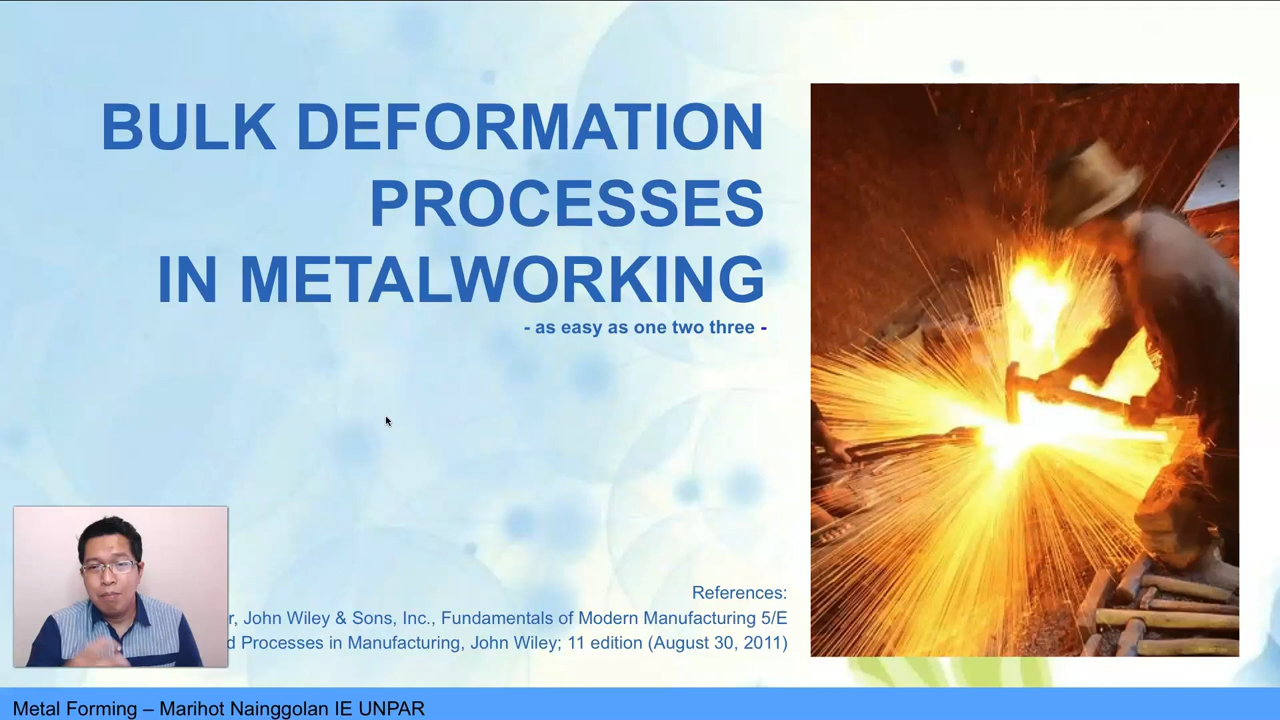 BULK DEFORMATION
PROCESSES
IN METALWORKING
- as easy as one two three -
References:
John Wiley & Sons, Inc., Fundamentals of Modern Manufacturing 5/E
Processes in Manufacturing, John Wiley; 11 edition (August 30, 2011)
Metal Forming – Marihot Nainggolan IE UNPAR